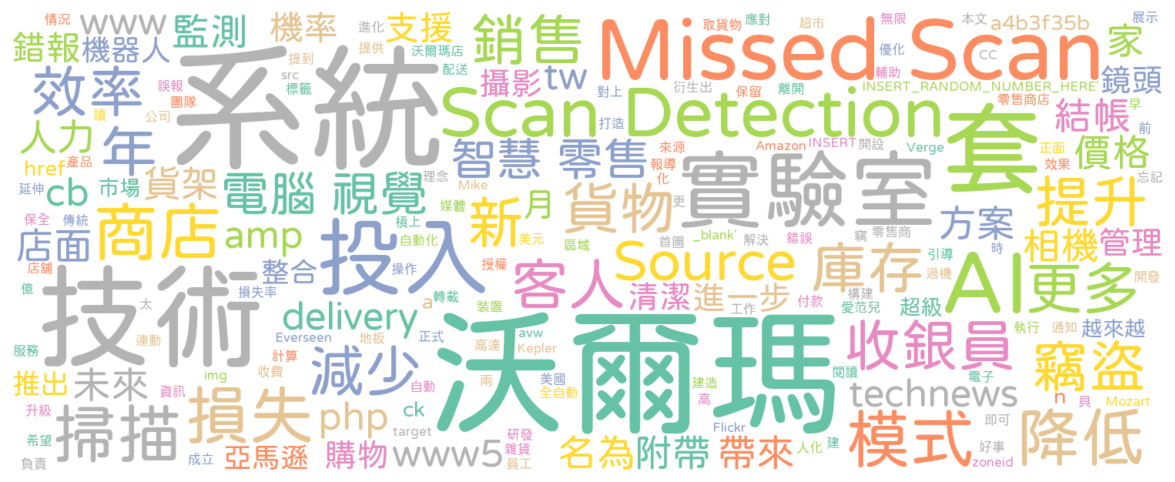 情況 進化 支援 取貨物 應對 超市 無限 本文 a4b3f35b 展示
www 監測 機率 提到 沃爾瑪店 銷售 Missed Scan 優化 CC 家
錯報 機器人 系統 提供 配送 攝影 tw 衍生出 輔助 INSERT_RANDOM_NUMBER_HERE' 鏡頭
效率 誤報 src 標籤 Scan Detection 對上 保留 離開 零售商店 結帳 早
團隊 讀 公司 打造 套 前
人力 年 智慧 零售 來源 Amazon INSERT 開設 Verge 正面 價格
href 產品 電腦 視覺 理念 報導 化 實驗室 效果 忘記
延伸 cb 市場 貨架 Mike 新 月 貨物 更 方案 提升
保全 傳統 商店 amp 媒體 槓上 自動化 美元 區域 首圖 _blank' 解決 錯誤 竊 零售商 時 相機 管理
店面 投入 Source 庫存 AI 更多 引導
店鋪 整合 操作 授權 客人 清潔 進一步 過機 開發
億 技術 損失率 a 轉載 裝置 工作 付款 構建 愛范兒 超級 執行 通知 越來越
太 delivery 沃爾瑪 收銀員
服務 連動 Everseen 地板 正式 avw 高達 Kepler 竊盜
推出 未來 img 計算 收費 減少 自動 兩 美國 全自動 建造 閱讀 電子 technews n 具 Mozart
升級 資訊 損失 php ck 高 Flickr 即可
希望 掃描 target 研發 雜貨 人化 建 模式 好事 降低
負責 成立 亞馬遜 購物 www5 員工 名為 附帶 帶來 zoneid